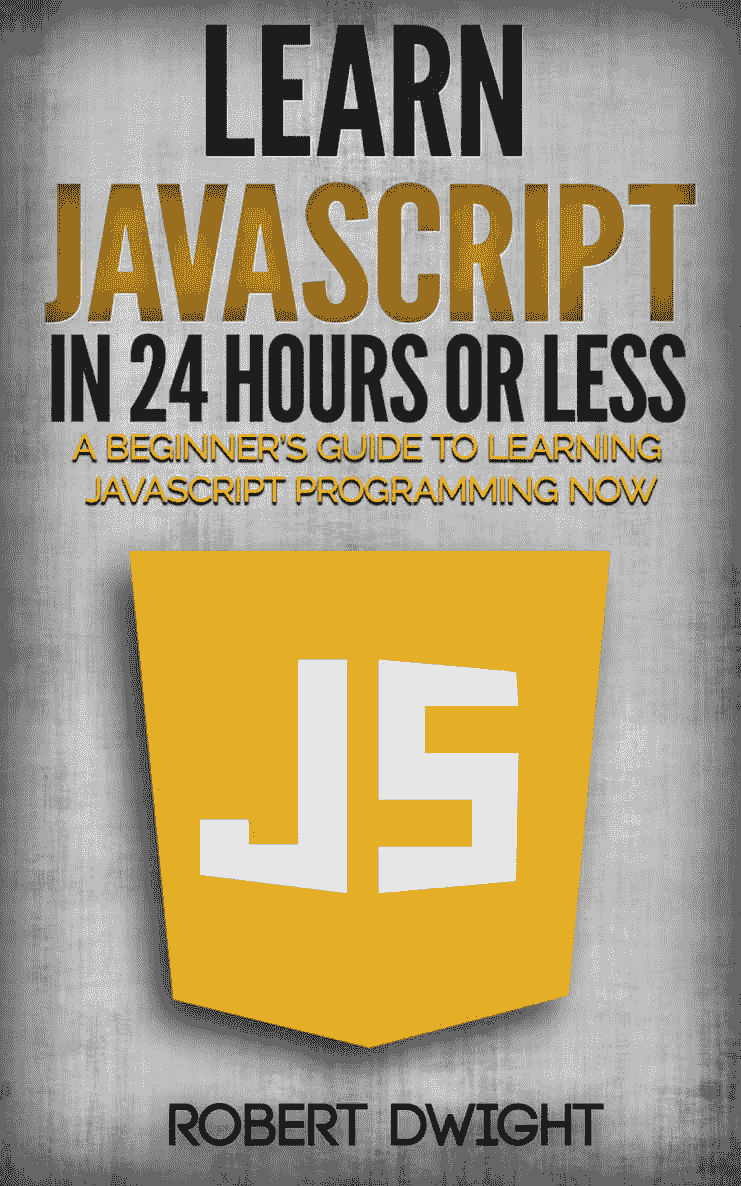 LEARN
JAVASCRIPT
IN 24 HOURS OR LESS
A BEGINNER'S GUIDE TO LEARNING
JAVASCRIPT PROGRAMMING NOW
JS
ROBERT DWIGHT